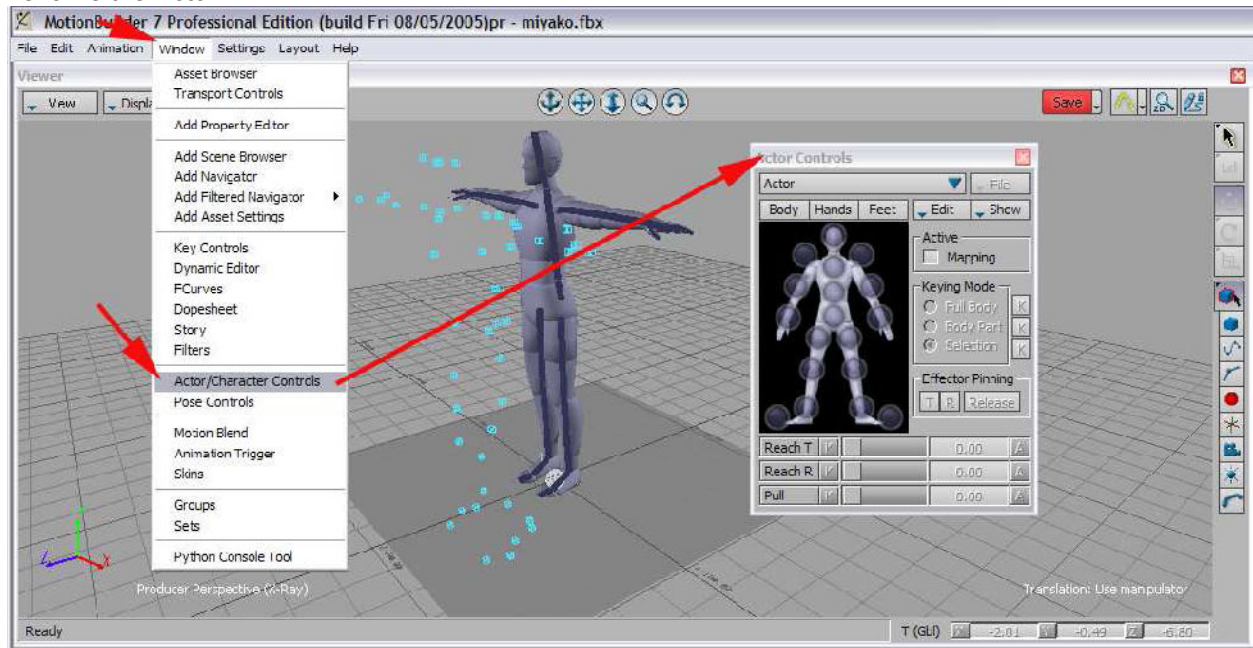 MotionBuilder 7 Professional Edition (build Fri 08/05/2005)pr - miyako.fbx
File Edit Animation Window Settings Layout Help
Viewer
View Displa
Save
Asset Browser
Transport Controls
Add Property Editor
Add Scene Browser
Add Navigator
Add Filtered Navigator
Add Asset Settings
Key Controls
Dynamic Editor
FCurves
Dopesheet
Story
Filters
Actor/Character Controls
Pose Controls
Motion Blend
Animation Trigger
Skins
Groups
Sets
Python Console Tool
Actor Controls
Actor File
Body Hands Feet Edit Show
Active
Mapping
Keying Mode
Full Body K
Body Part K
Selection K
Effector Pinning
T R Release
Reach T K 0.00 A
Reach R K 0.00 A
Pull K 0.00 A
Producer Perspective (X-Ray)
Translation: Use manipulator
Ready
T (Gbl) X -2.01 Y -0.49 Z -6.80